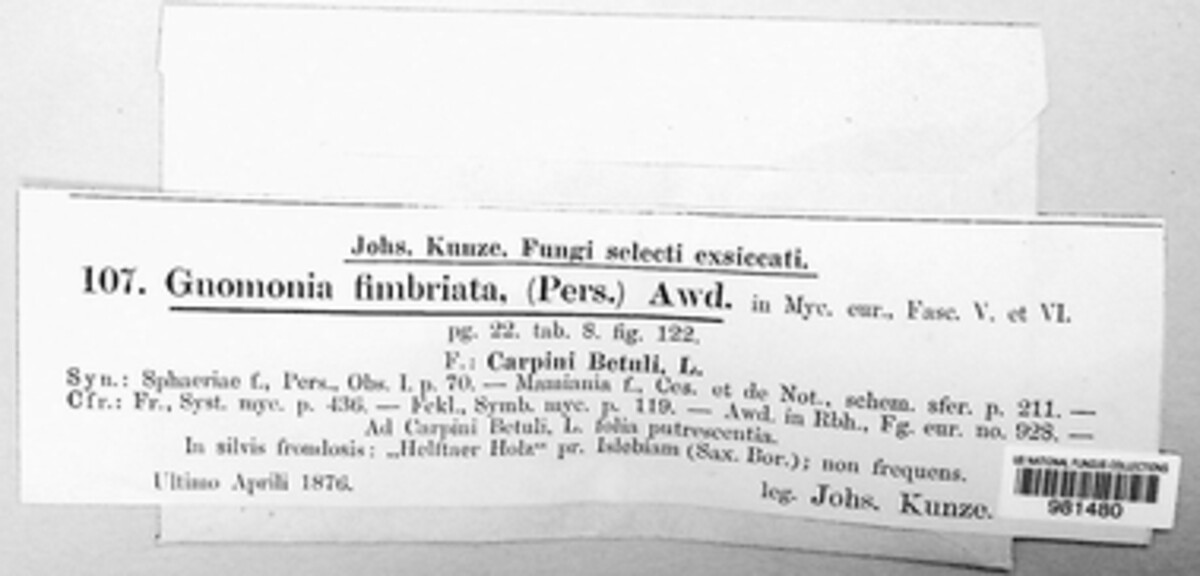 Johs. Kunze. Fungi selecti exsiccati.
107. Gnomonia fimbriata, (Pers.) Awd. in Myc. eur., Fasc. V. et VI.
pg. 22. tab. 8. fig. 122.
F.: Carpini Betuli, L.
Syn.: Sphaeriae f., Pers., Obs. I. p. 70. — Mamiania f., Ces. et de Not., schem. sfer. p. 211. —
Cfr.: Fr., Syst. myc. p. 436. — Fckl., Symb. myc. p. 119. — Awd. in Rbh., Fg. eur. no. 928. —
Ad Carpini Betuli, L. folia putrescentia.
In silvis frondosis: „Helftaer Holz“ pr. Islebiam (Sax. Bor.); non frequens.
Ultimo Aprili 1876.
leg. Johs. Kunze.
US NATIONAL FUNGUS COLLECTIONS
981480